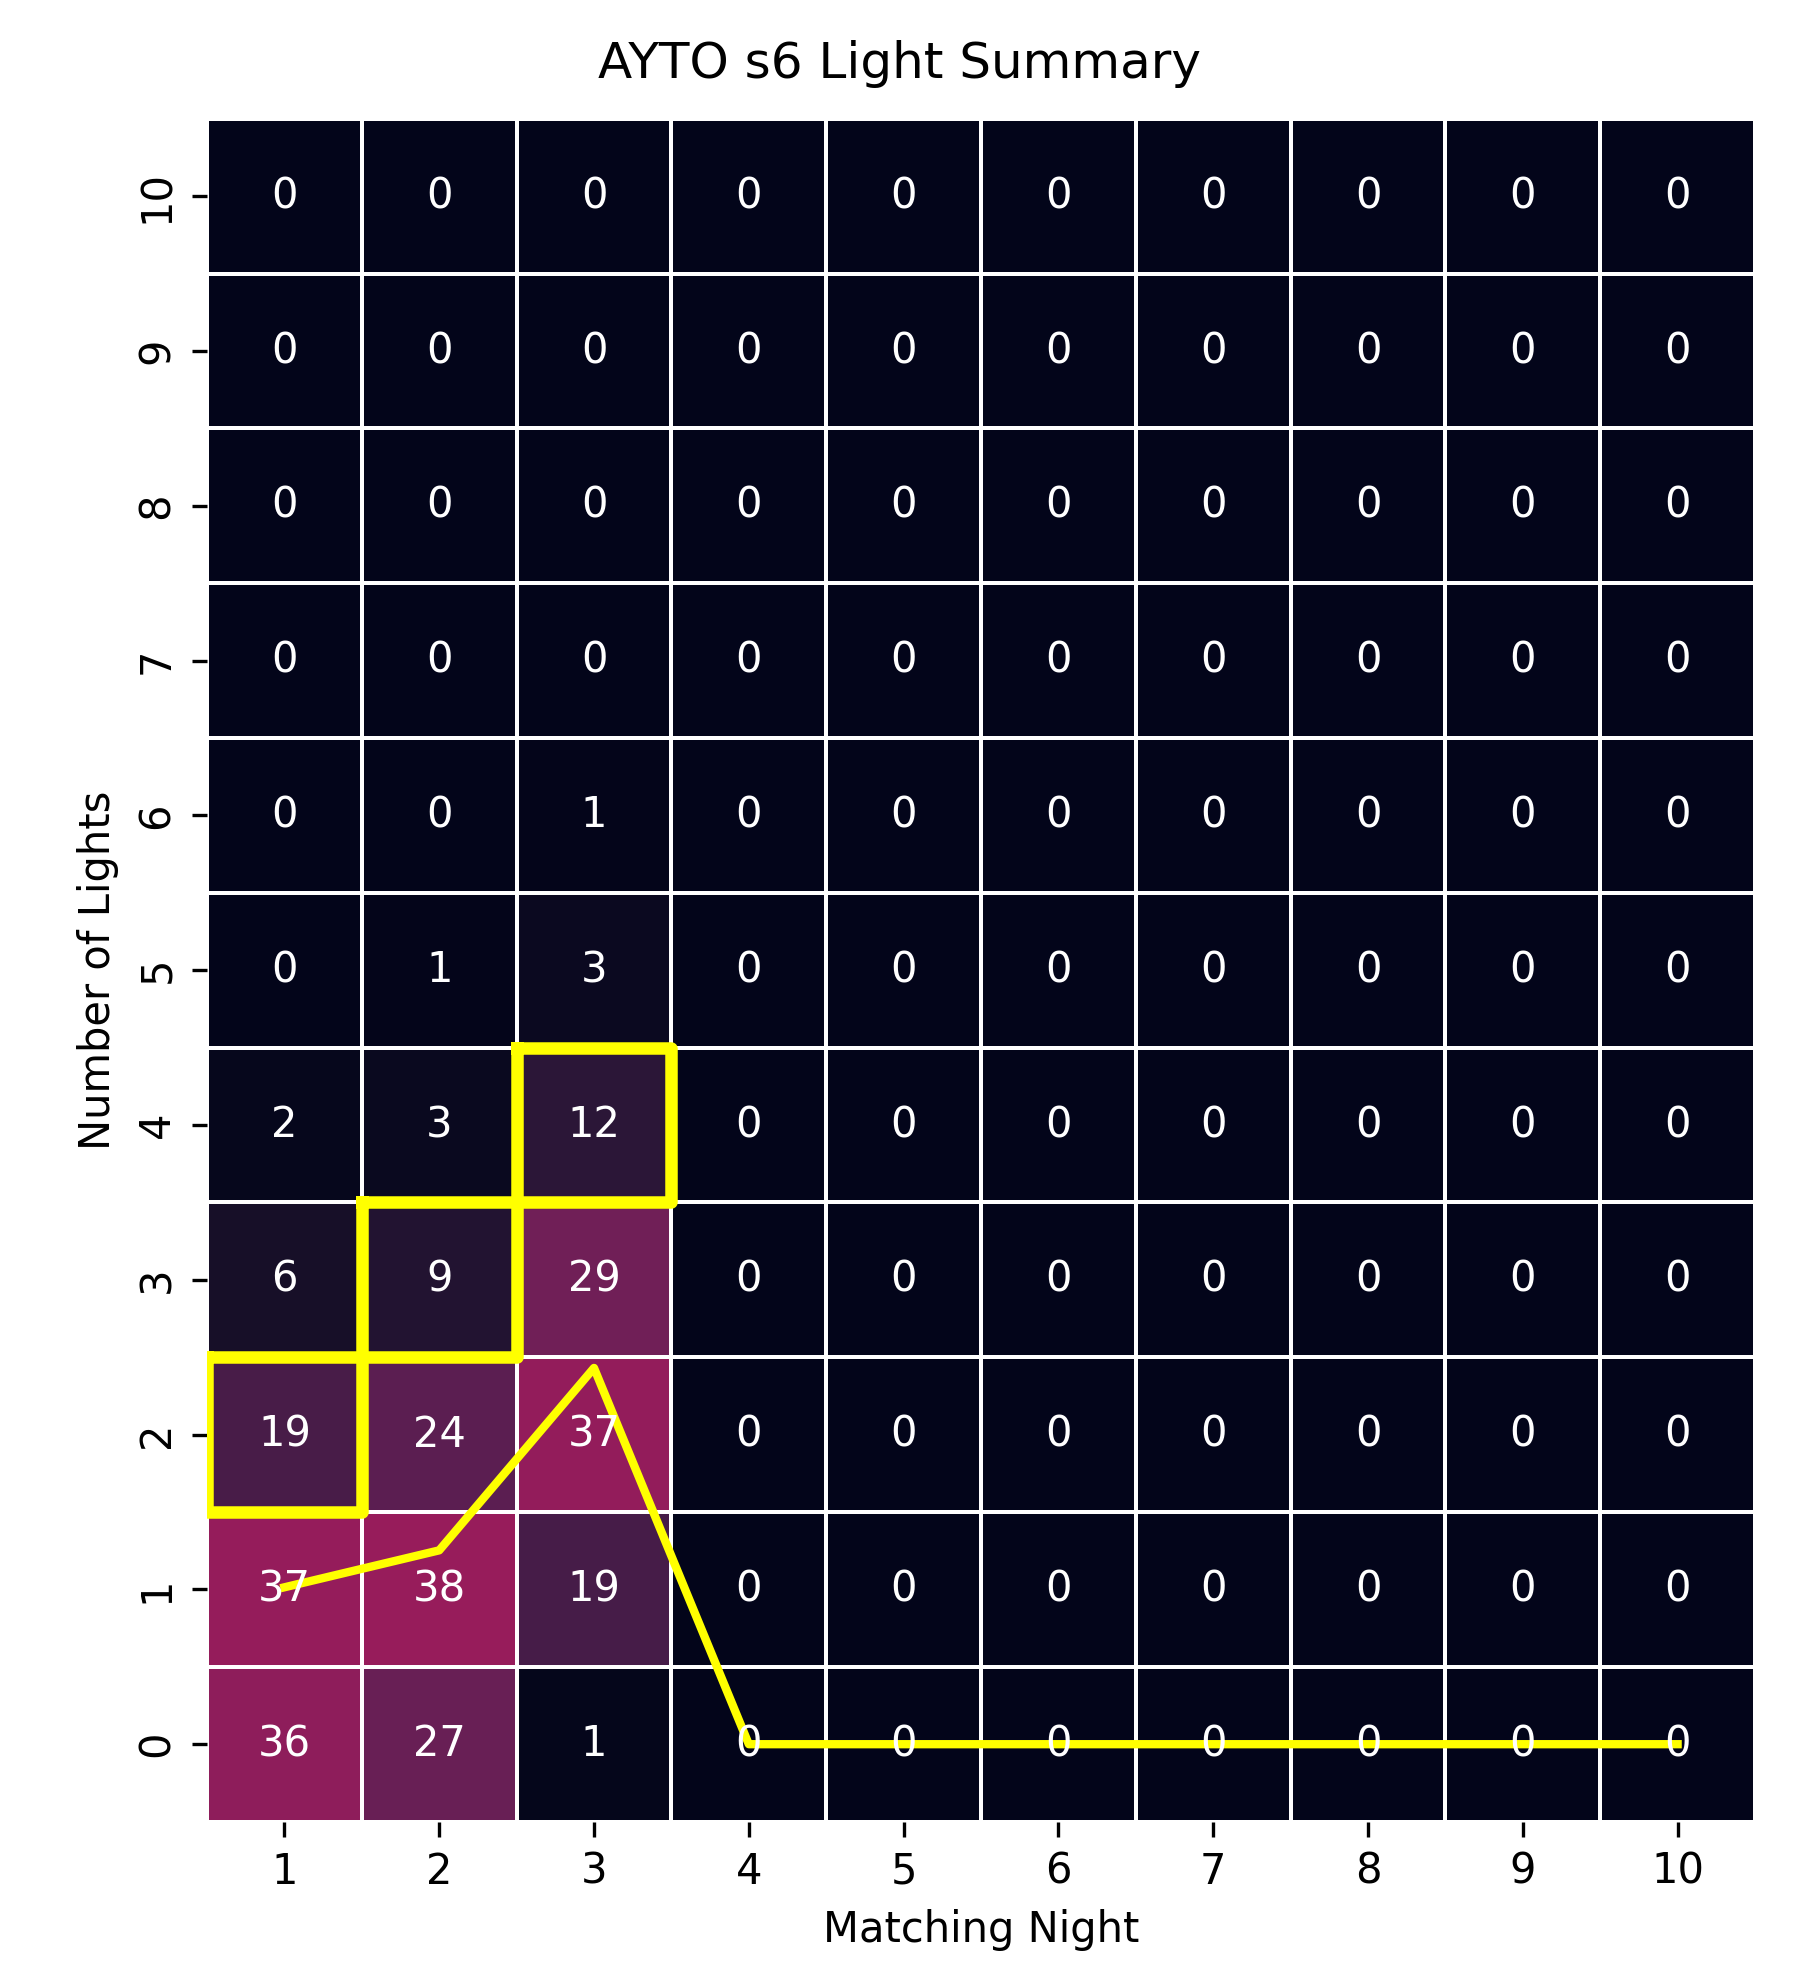 AYTO s6 Light Summary
Number of Lights
10 0 0 0 0 0 0 0 0 0 0
9 0 0 0 0 0 0 0 0 0 0
8 0 0 0 0 0 0 0 0 0 0
7 0 0 0 0 0 0 0 0 0 0
6 0 0 1 0 0 0 0 0 0 0
5 0 1 3 0 0 0 0 0 0 0
4 2 3 12 0 0 0 0 0 0 0
3 6 9 29 0 0 0 0 0 0 0
2 19 24 37 0 0 0 0 0 0 0
1 37 38 19 0 0 0 0 0 0 0
0 36 27 1 0 0 0 0 0 0 0
1 2 3 4 5 6 7 8 9 10
Matching Night